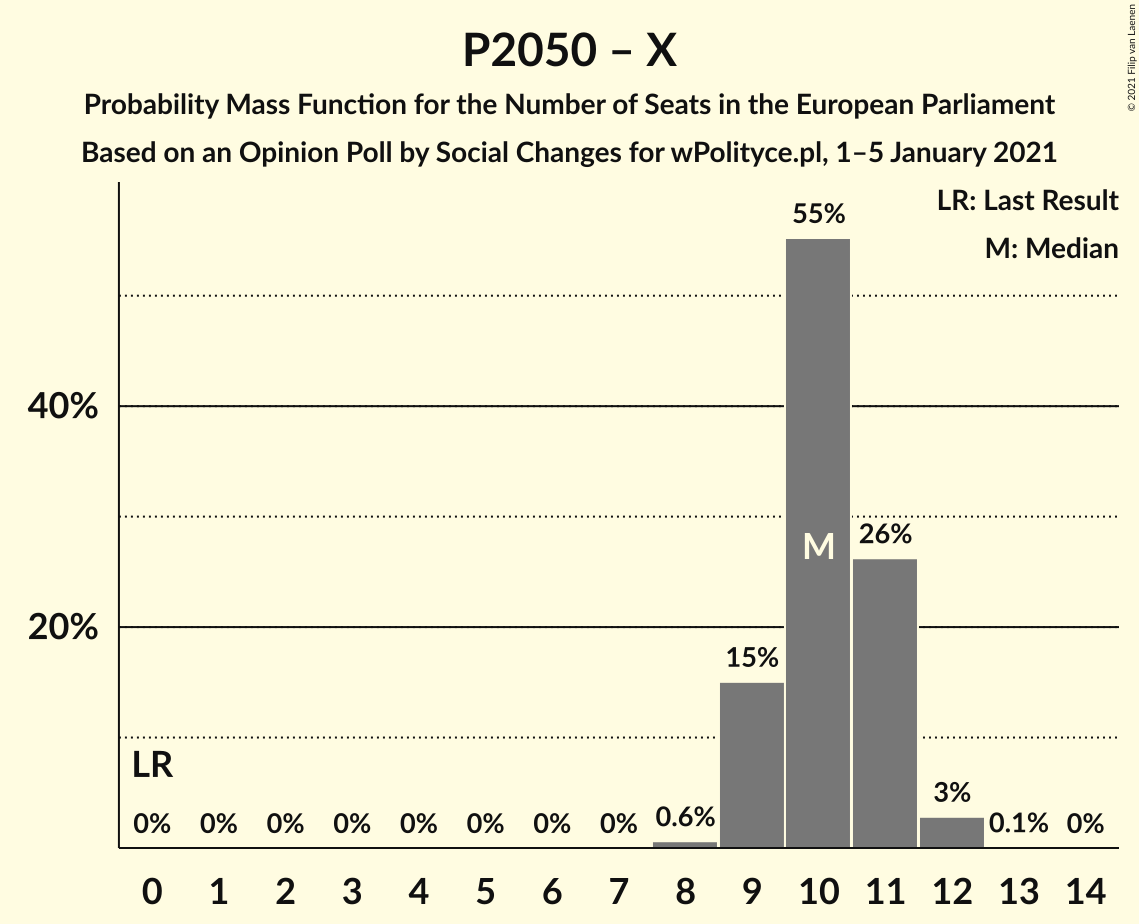 P2050 – X
Probability Mass Function for the Number of Seats in the European Parliament
Based on an Opinion Poll by Social Changes for wPolityce.pl, 1–5 January 2021
© 2021 Filip van Laenen
LR: Last Result
M: Median
55%
40%
M
26%
20%
15%
LR
3%
0% 0% 0% 0% 0% 0% 0% 0% 0.6% 0.1% 0%
0 1 2 3 4 5 6 7 8 9 10 11 12 13 14